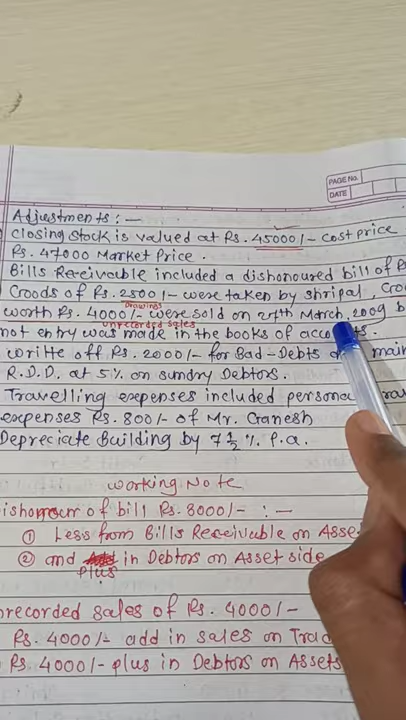 PAGE No.
DATE
Adjustments :-
closing stock is valued at Rs. 45000/- cost price
Rs. 47000 Market Price.
Bills Receivable included a dishonoured bill of
Goods of Rs. 2500/- were taken by Shripal,
Drawings
worth Rs. 4000/- were sold on 27th March, 2009
unrecorded sales
not entry was made in the books of accounts.
write off Rs. 2000/- for Bad-Debts
R.D.D. at 5% on sundry Debtors.
Travelling expenses included personal
expenses Rs. 800/- of Mr. Ganesh
Depreciate Building by 7 1/2 % p.a.
Working Note
ishonour of bill Rs. 8000/- :-
① Less from Bills Receivable on Asse
② and in Debtors on Asset side
plus
recorded sales of Rs. 4000/-
Rs. 4000/- add in sales on Trad
Rs. 4000/- plus in Debtors on Assets